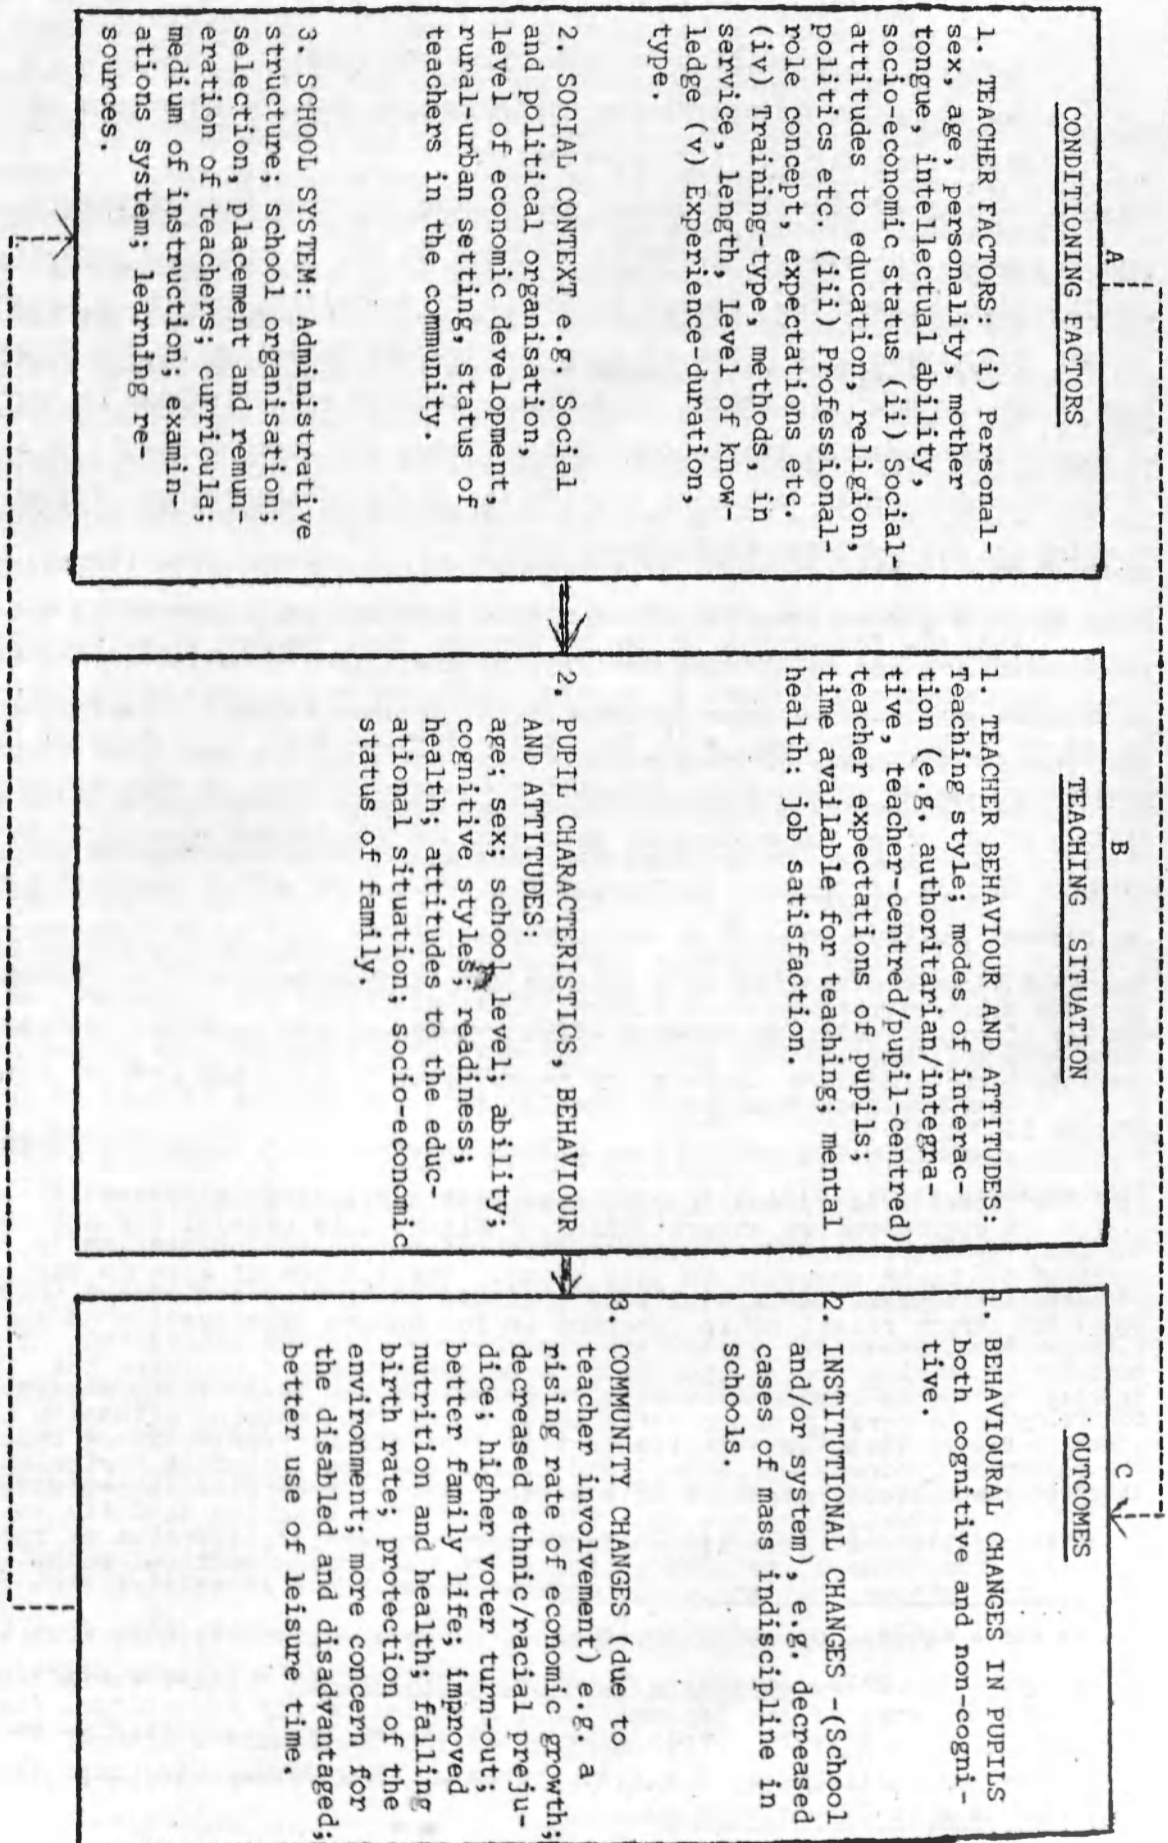 A
CONDITIONING FACTORS
1. TEACHER FACTORS: (i) Personal-
sex, age, personality, mother
tongue, intellectual ability,
socio-economic status (ii) Social-
attitudes to education, religion,
politics etc. (iii) Professional-
role concept, expectations etc.
(iv) Training-type, methods, in
service, length, level of know-
ledge (v) Experience-duration,
type.
2. SOCIAL CONTEXT e.g. Social
and political organisation,
level of economic development,
rural-urban setting, status of
teachers in the community.
3. SCHOOL SYSTEM: Administrative
structure; school organisation;
selection, placement and remun-
eration of teachers; curricula;
medium of instruction; examin-
ations system; learning re-
sources.
B
TEACHING SITUATION
1. TEACHER BEHAVIOUR AND ATTITUDES.
Teaching style; modes of interac-
tion (e.g. authoritarian/integra-
tive, teacher-centred/pupil-centred)
teacher expectations of pupils;
time available for teaching; mental
health: job satisfaction.
2. PUPIL CHARACTERISTICS, BEHAVIOUR
AND ATTITUDES:
age; sex; school level; ability;
cognitive styles; readiness;
health; attitudes to the educ-
ational situation; socio-economic
status of family.
C
OUTCOMES
1. BEHAVIOURAL CHANGES IN PUPILS
both cognitive and non-cogni-
tive.
2. INSTITUTIONAL CHANGES -(School
and/or system), e.g. decreased
cases of mass indiscipline in
schools.
3. COMMUNITY CHANGES (due to
teacher involvement) e.g. a
rising rate of economic growth;
decreased ethnic/racial preju-
dice; higher voter turn-out;
better family life; improved
nutrition and health; falling
birth rate; protection of the
environment; more concern for
the disabled and disadvantaged;
better use of leisure time.